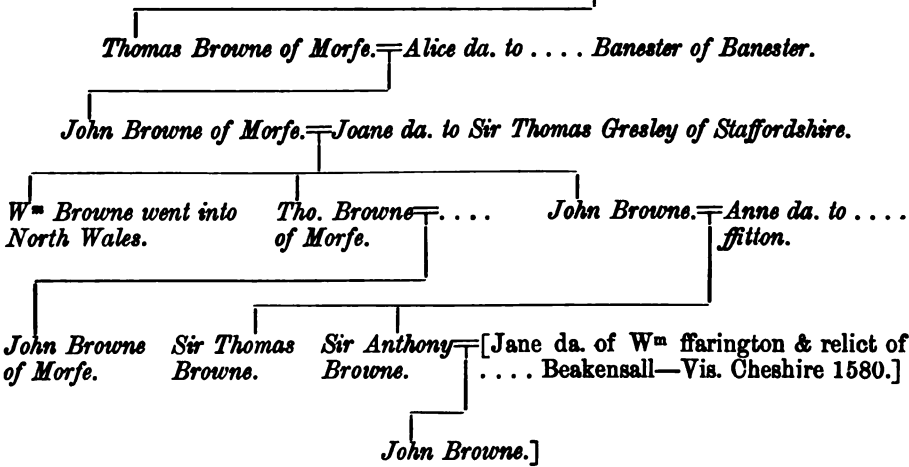 Thomas Browne of Morfe.=Alice da. to .... Banester of Banester.
John Browne of Morfe.=Joane da. to Sir Thomas Gresley of Staffordshire.
Wᵐ Browne went into North Wales.
Tho. Browne=.... of Morfe.
John Browne.=Anne da. to .... ffitton.
John Browne of Morfe.
Sir Thomas Browne.
Sir Anthony Browne.=[Jane da. of Wᵐ ffarington & relict of .... Beakensall—Vis. Cheshire 1580.]
John Browne.]